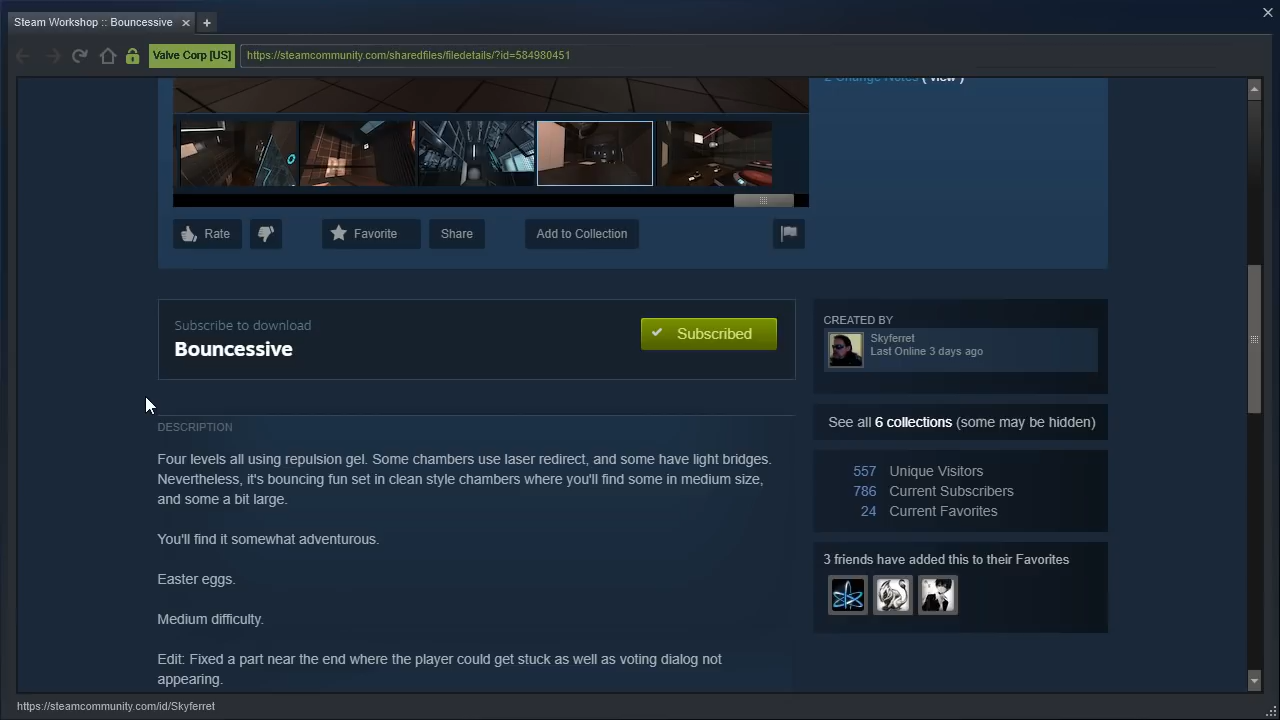 Steam Workshop :: Bouncessive
Valve Corp [US]
https://steamcommunity.com/sharedfiles/filedetails/?id=584980451
2 Change Notes ( view )
Rate
Favorite
Share
Add to Collection
Subscribe to download
Bouncessive
Subscribed
CREATED BY
Skyferret
Last Online 3 days ago
See all 6 collections (some may be hidden)
557 Unique Visitors
786 Current Subscribers
24 Current Favorites
3 friends have added this to their Favorites
DESCRIPTION
Four levels all using repulsion gel. Some chambers use laser redirect, and some have light bridges.
Nevertheless, it's bouncing fun set in clean style chambers where you'll find some in medium size,
and some a bit large.
You'll find it somewhat adventurous.
Easter eggs.
Medium difficulty.
Edit: Fixed a part near the end where the player could get stuck as well as voting dialog not
appearing.
https://steamcommunity.com/id/Skyferret